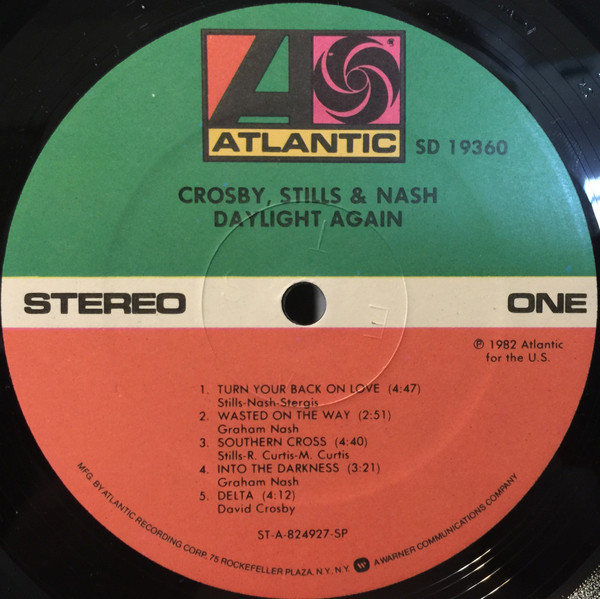 ATLANTIC
SD 19360
CROSBY, STILLS & NASH
DAYLIGHT AGAIN
STEREO
ONE
℗ 1982 Atlantic
for the U.S.
1. TURN YOUR BACK ON LOVE (4:47)
Stills-Nash-Stergis
2. WASTED ON THE WAY (2:51)
Graham Nash
3. SOUTHERN CROSS (4:40)
Stills-R. Curtis-M. Curtis
4. INTO THE DARKNESS (3:21)
Graham Nash
5. DELTA (4:12)
David Crosby
ST-A-824927-SP
MFG. BY ATLANTIC RECORDING CORP., 75 ROCKEFELLER PLAZA, N.Y., N.Y. A WARNER COMMUNICATIONS COMPANY